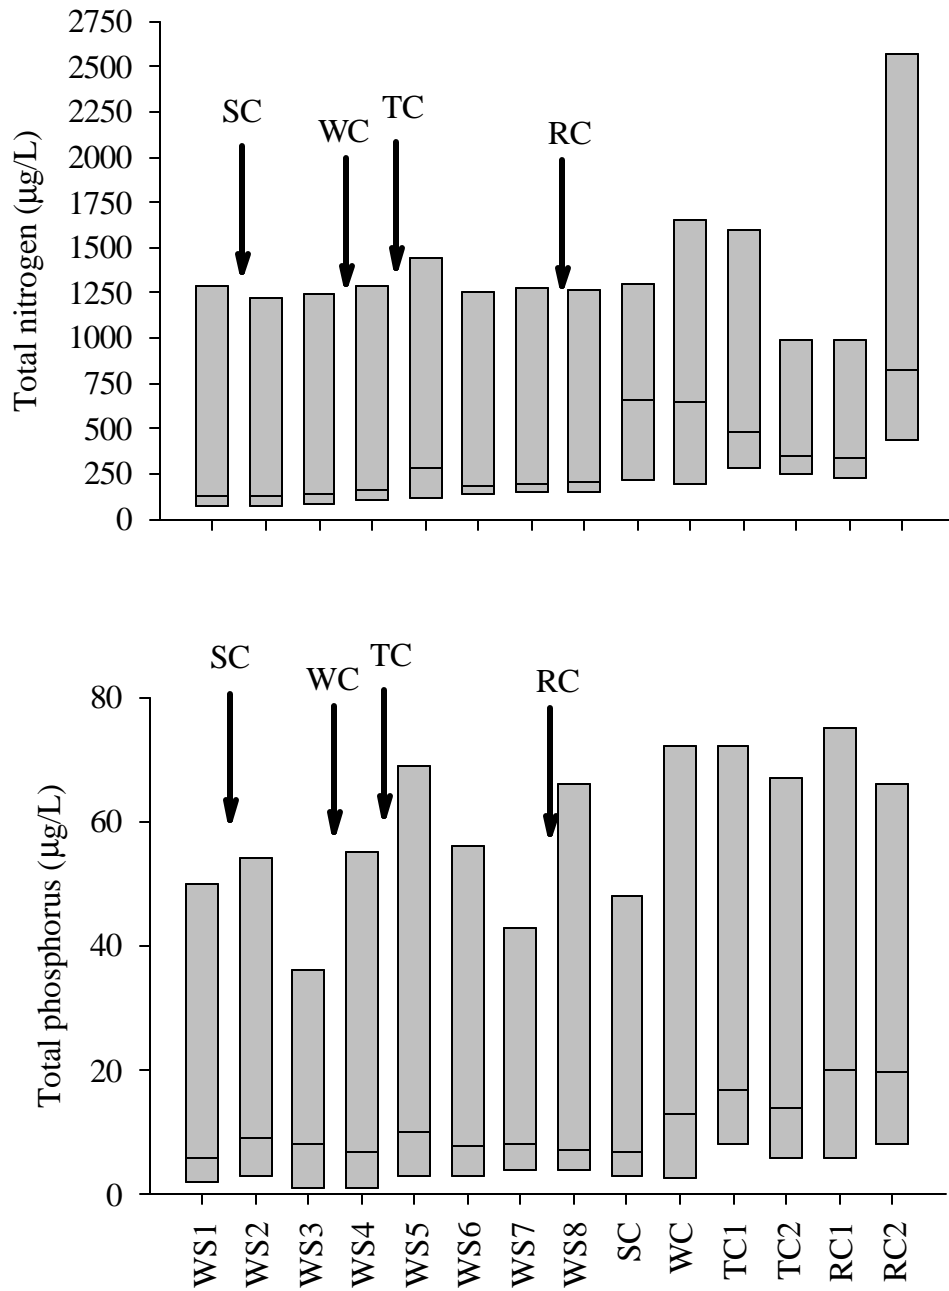 2750
2500
2250
2000
1750
1500
1250
1000
750
500
250
0
Total nitrogen (µg/L)
SC
WC
TC
RC
80
60
40
20
0
Total phosphorus (µg/L)
SC
WC
TC
RC
WS1
WS2
WS3
WS4
WS5
WS6
WS7
WS8
SC
WC
TC1
TC2
RC1
RC2